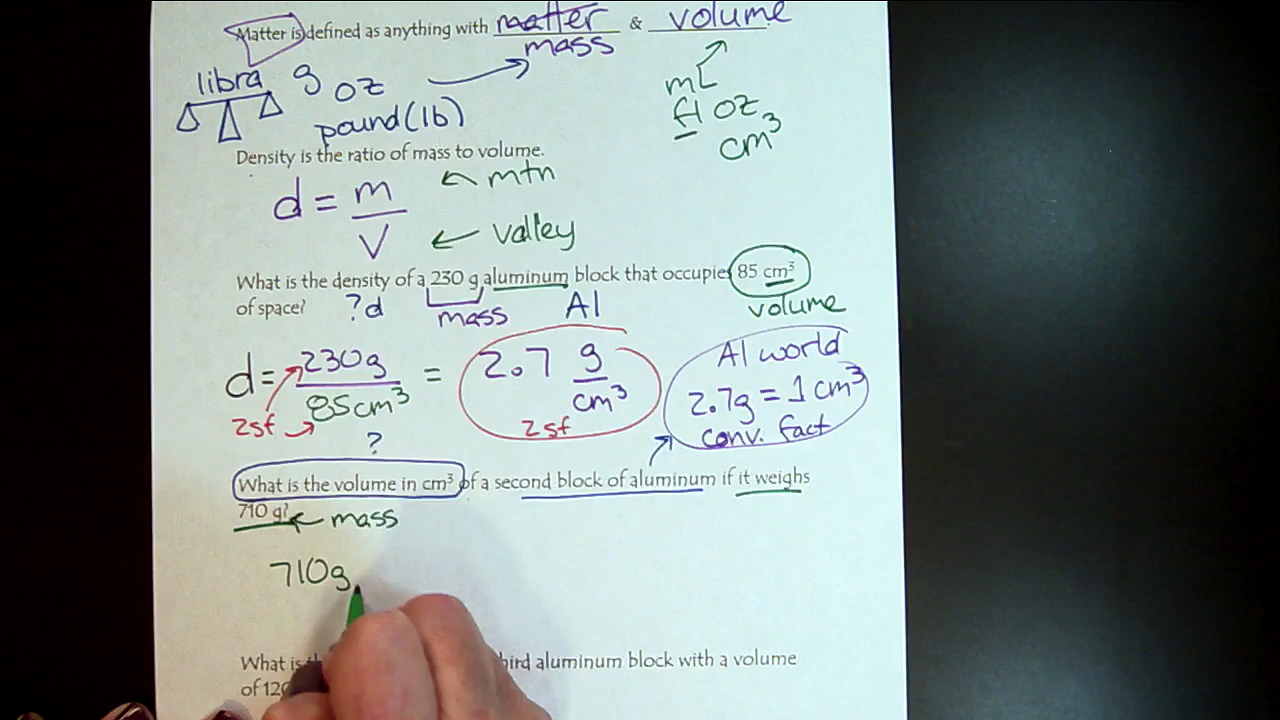 Matter is defined as anything with matter & volume
mass
libra g oz
pound(lb)
mL
fl oz
cm³
Density is the ratio of mass to volume.
d = m/V
← mtn
← valley
What is the density of a 230 g aluminum block that occupies 85 cm³
of space? ?d mass Al volume
d = 230g/85cm³ = 2.7 g/cm³
2sf
2sf
Al world
2.7g = 1 cm³
conv. fact
?
What is the volume in cm³ of a second block of aluminum if it weighs
710 g? ← mass
710g
What is hird aluminum block with a volume
of 120